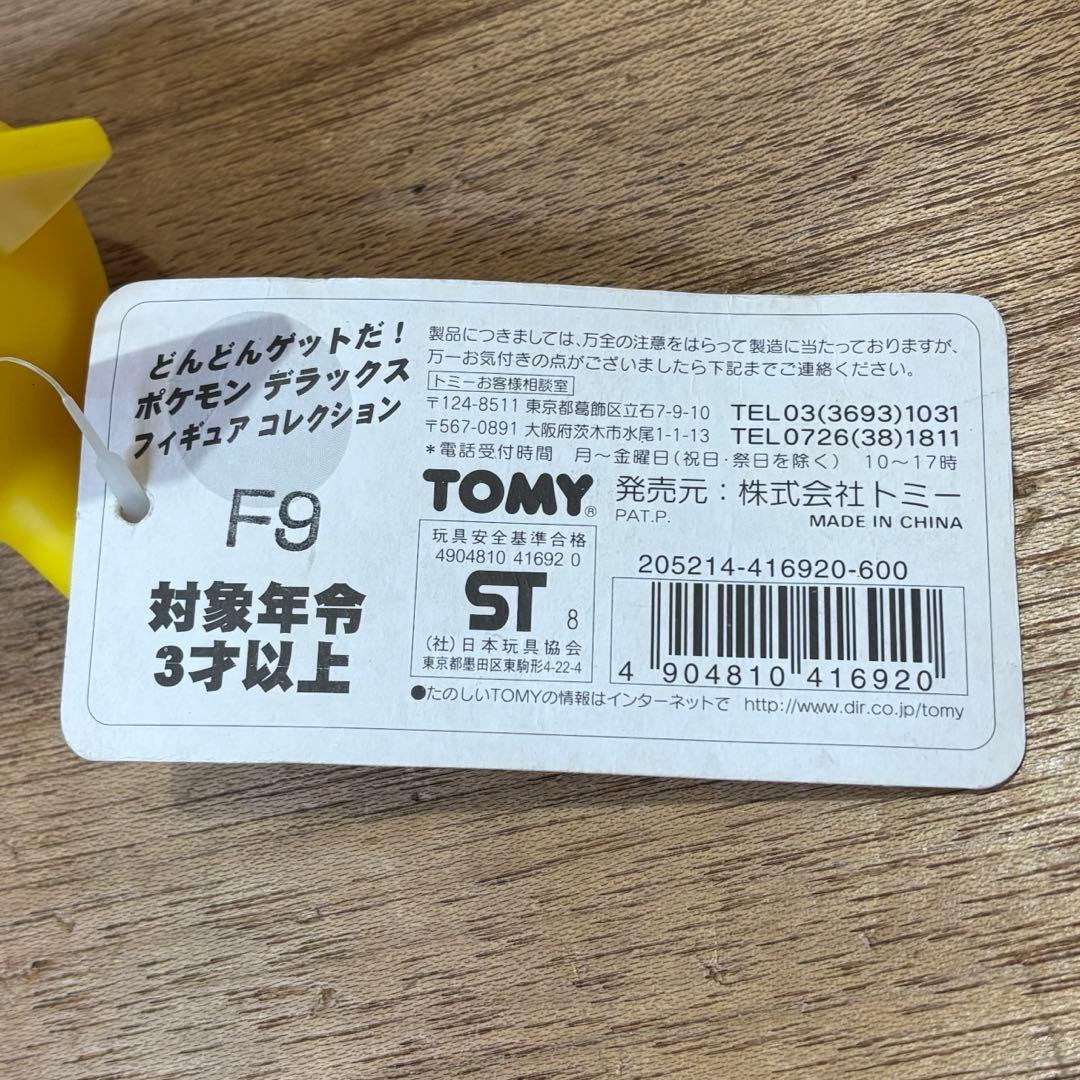 どんどんゲットだ!
ポケモン デラックス
フィギュア コレクション
F9
対象年令
3才以上
製品につきましては、万全の注意をはらって製造に当たっておりますが、
万一お気付きの点がございましたら下記までご連絡ください。
トミーお客様相談室
〒124-8511 東京都葛飾区立石7-9-10 TEL03(3693)1031
〒567-0891 大阪府茨木市水尾1-1-13 TEL0726(38)1811
*電話受付時間 月~金曜日(祝日·祭日を除く) 10~17時
TOMY® 発売元:株式会社トミー
PAT.P. MADE IN CHINA
玩具安全基準合格
4904810 41692 0
ST 8
(社)日本玩具協会
東京都墨田区東駒形4-22-4
205214-416920-600
4 904810 416920
●たのしいTOMYの情報はインターネットで http://www.dir.co.jp/tomy